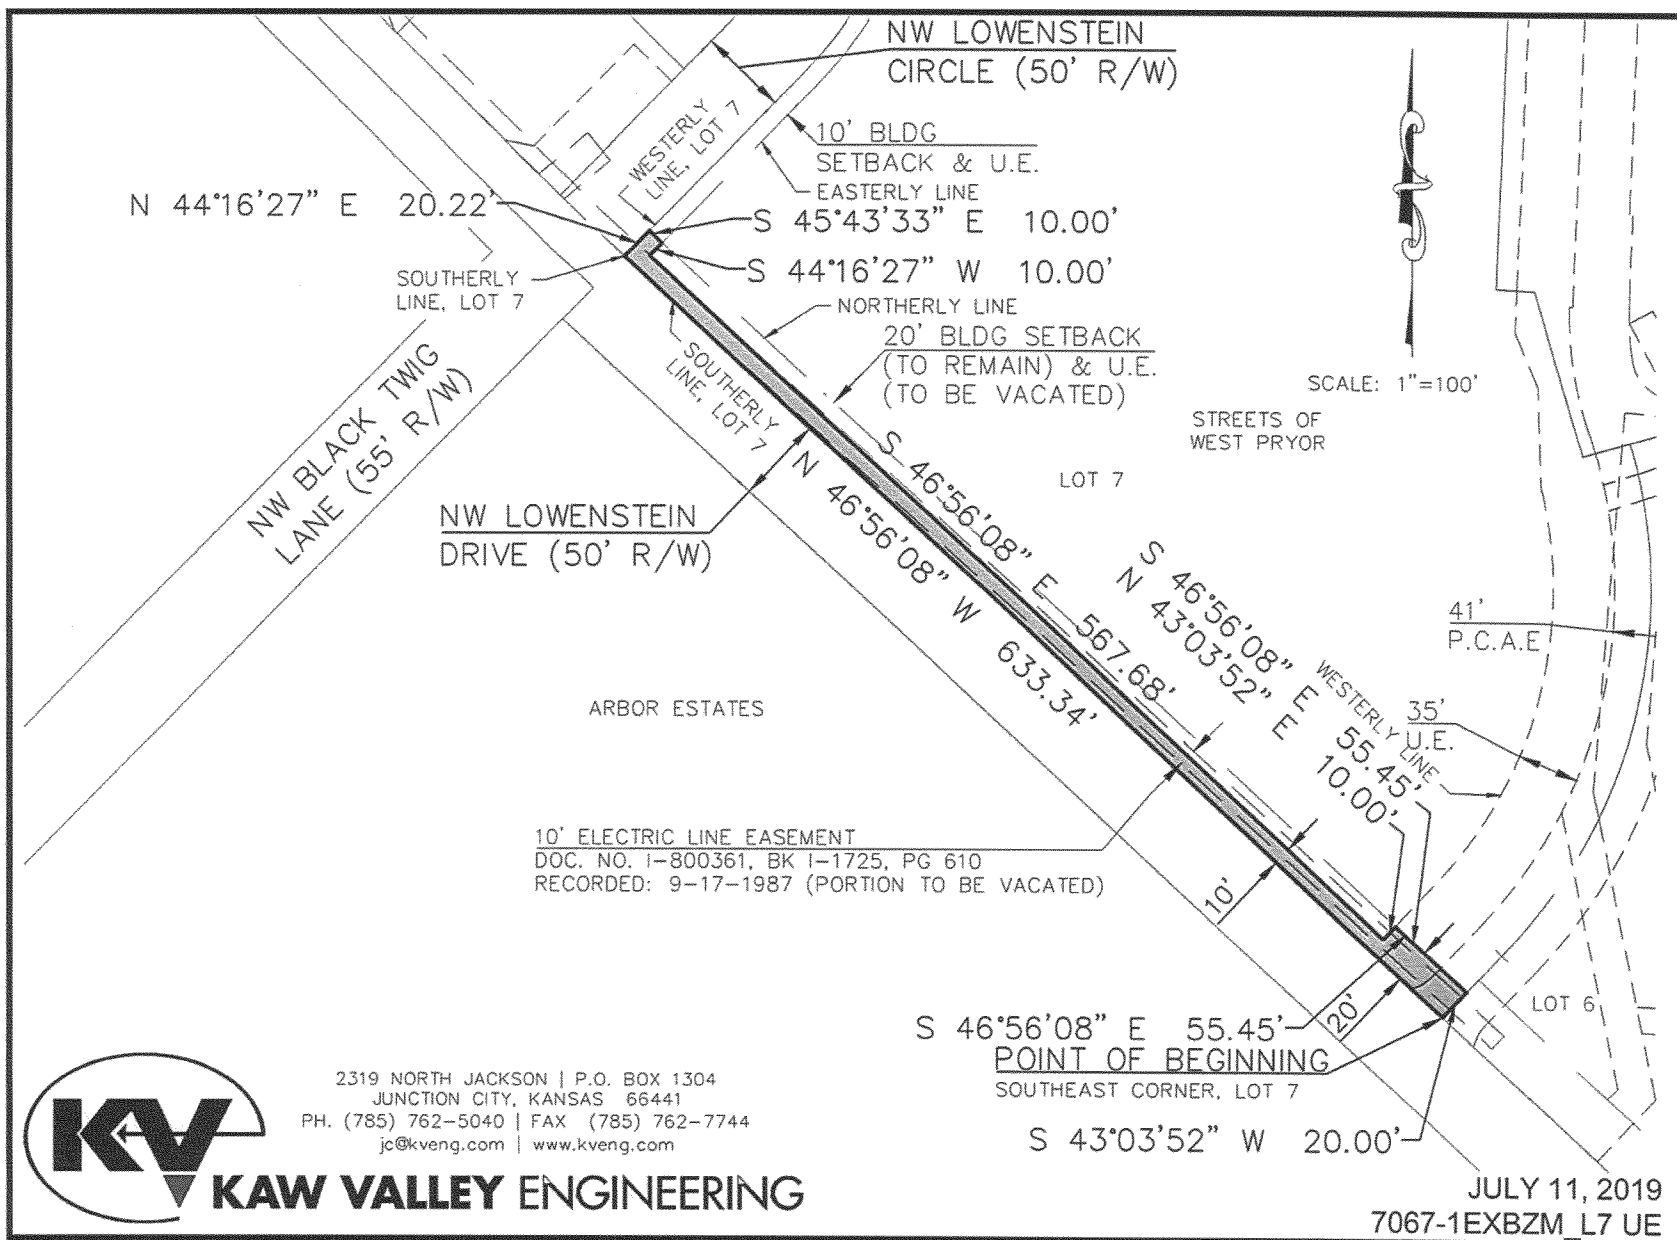 NW LOWENSTEIN
CIRCLE (50' R/W)
WESTERLY
LINE, LOT 7
10' BLDG
SETBACK & U.E.
EASTERLY LINE
N 44°16'27" E 20.22'
S 45°43'33" E 10.00'
S 44°16'27" W 10.00'
SOUTHERLY
LINE, LOT 7
NORTHERLY LINE
20' BLDG SETBACK
(TO REMAIN) & U.E.
(TO BE VACATED)
SCALE: 1"=100'
STREETS OF
WEST PRYOR
LOT 7
SOUTHERLY
LINE, LOT 7
NW BLACK TWIG
LANE (55' R/W)
NW LOWENSTEIN
DRIVE (50' R/W)
S 46°56'08" E 567.68'
N 46°56'08" W 633.34'
S 46°56'08" E 55.45'
N 43°03'52" E 10.00'
WESTERLY LINE
41'
P.C.A.E
35'
U.E.
ARBOR ESTATES
10' ELECTRIC LINE EASEMENT
DOC. NO. I-800361, BK I-1725, PG 610
RECORDED: 9-17-1987 (PORTION TO BE VACATED)
10'
20'
LOT 6
S 46°56'08" E 55.45'
POINT OF BEGINNING
SOUTHEAST CORNER, LOT 7
S 43°03'52" W 20.00'
2319 NORTH JACKSON | P.O. BOX 1304
JUNCTION CITY, KANSAS 66441
PH. (785) 762-5040 | FAX (785) 762-7744
jc@kveng.com | www.kveng.com
KV
KAW VALLEY ENGINEERING
JULY 11, 2019
7067-1EXBZM_L7 UE